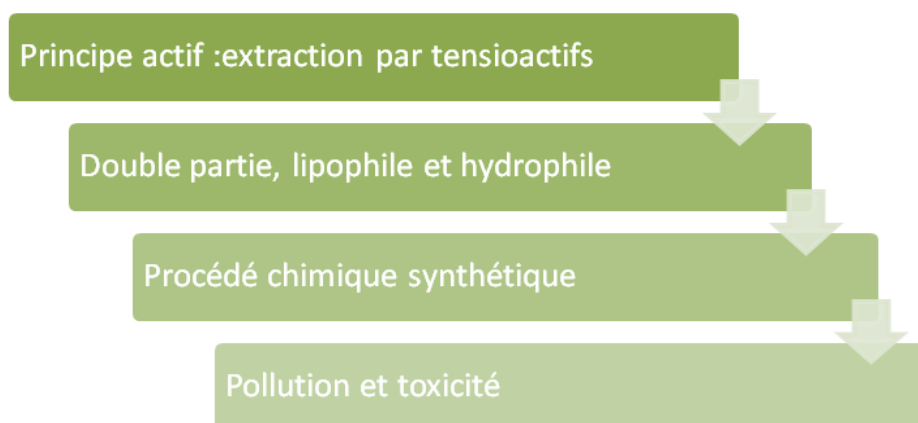 Principe actif :extraction par tensioactifs
Double partie, lipophile et hydrophile
Procédé chimique synthétique
Pollution et toxicité